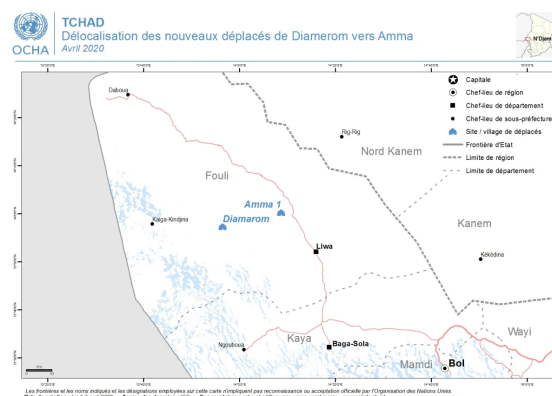 OCHA
TCHAD
Délocalisation des nouveaux déplacés de Diamerom vers Amma
Avril 2020
N'Djam
Capitale
Chef-lieu de région
Chef-lieu de département
Chef-lieu de sous-préfecture
Site / village de déplacés
Frontière d'Etat
Limite de région
Limite de département
Daboua
Rig-Rig
Nord Kanem
Fouli
Amma 1
Diamarom
Kaiga-Kindjiria
Kanem
Liwa
Kékédina
Ngouboua
Kaya
Baga-Sola
Wayi
Mamdi
Bol
Les frontières et les noms indiqués et les désignations employées sur cette carte n'impliquent pas reconnaissance ou acceptation officielle par l'Organisation des Nations Unies.